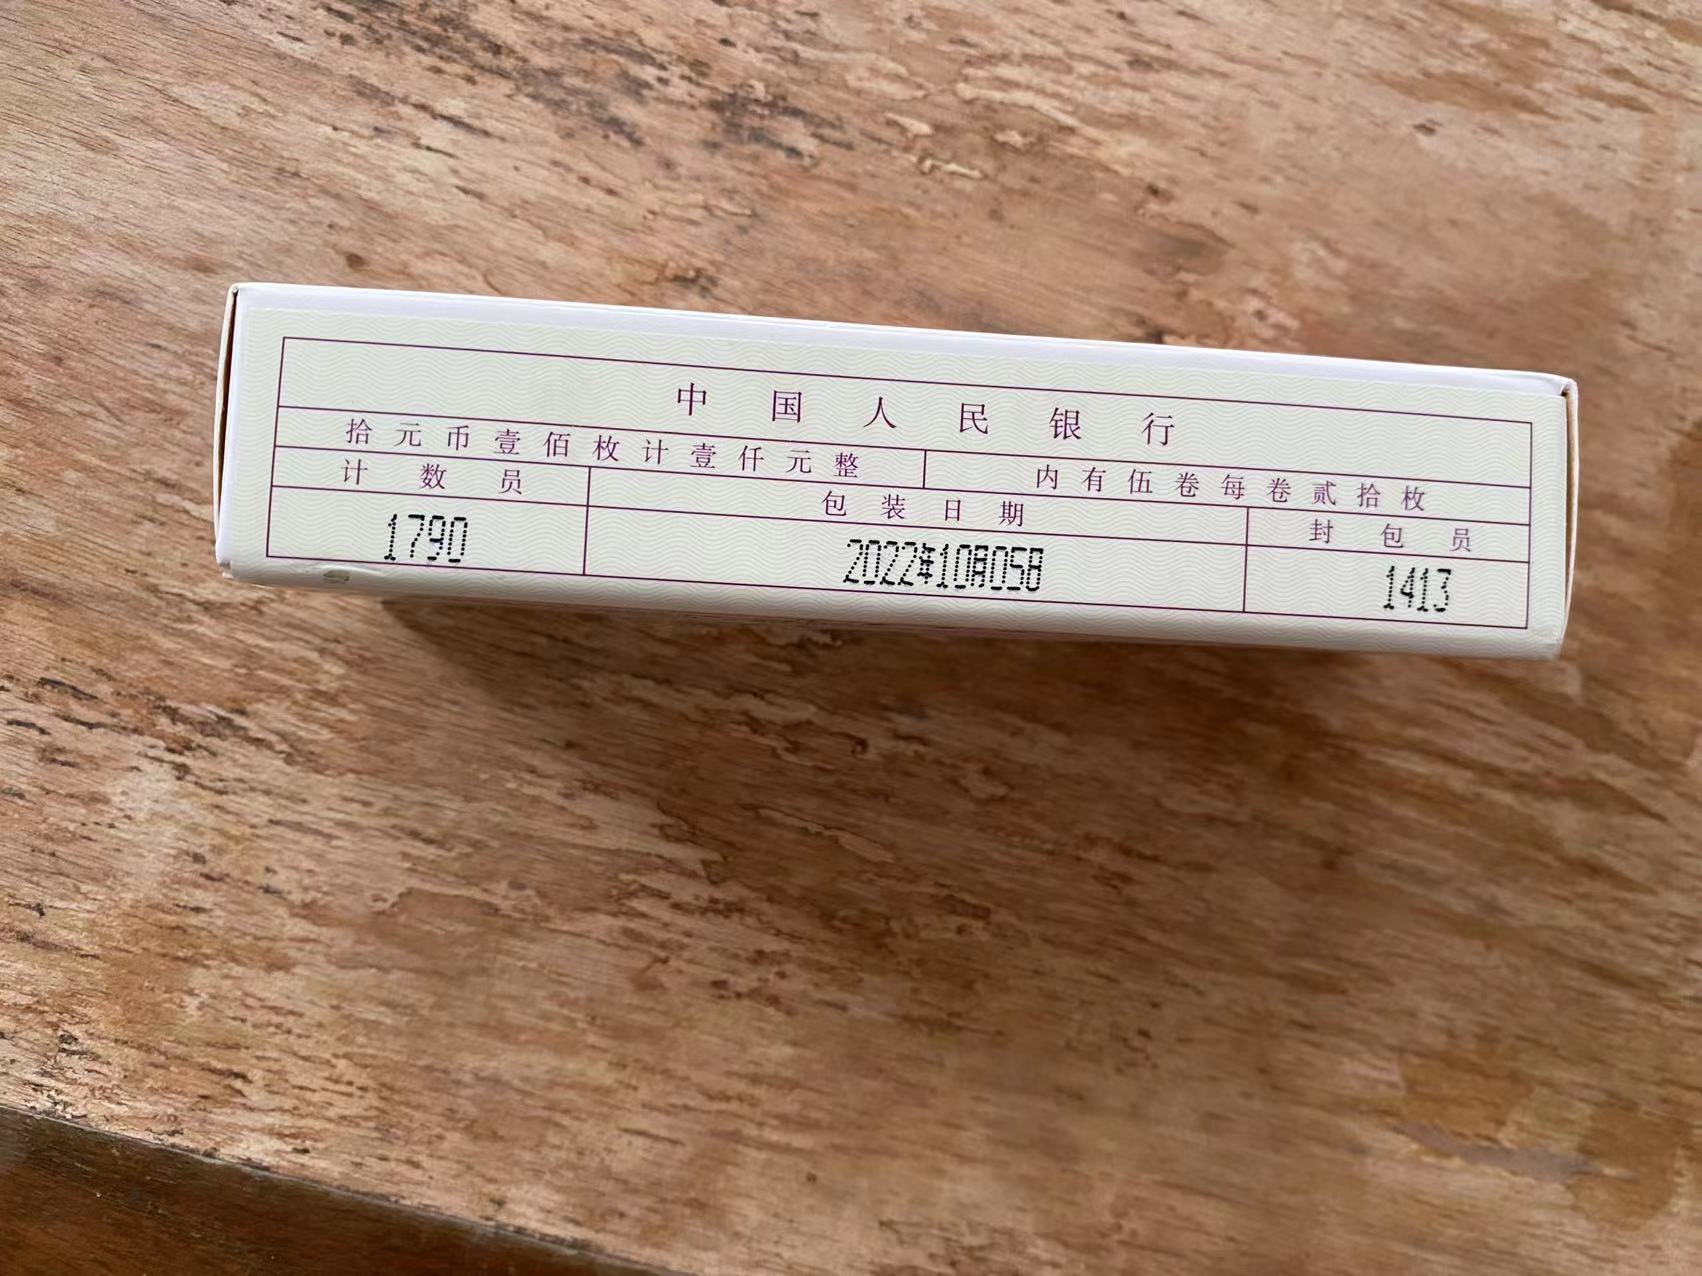 中国人民银行
拾元币壹佰枚计壹仟元整 内有伍卷每卷贰拾枚
计数员 包装日期 封包员
1790 2022年10月05日 1413